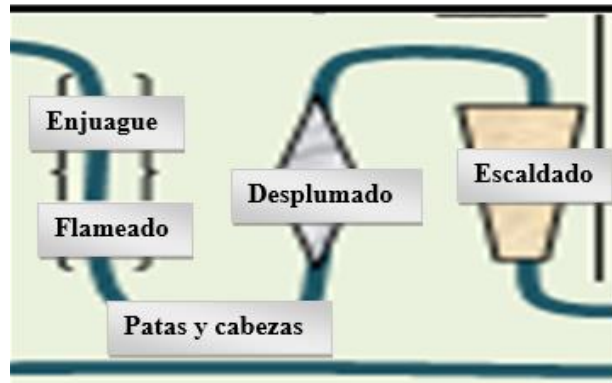 Enjuague
Desplumado
Escaldado
Flameado
Patas y cabezas